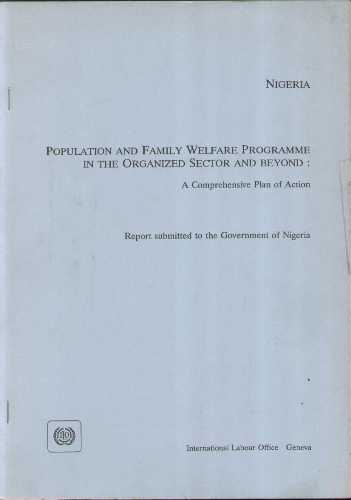 NIGERIA
POPULATION AND FAMILY WELFARE PROGRAMME
IN THE ORGANIZED SECTOR AND BEYOND :
A Comprehensive Plan of Action
Report submitted to the Government of Nigeria
ILO
International Labour Office Geneva